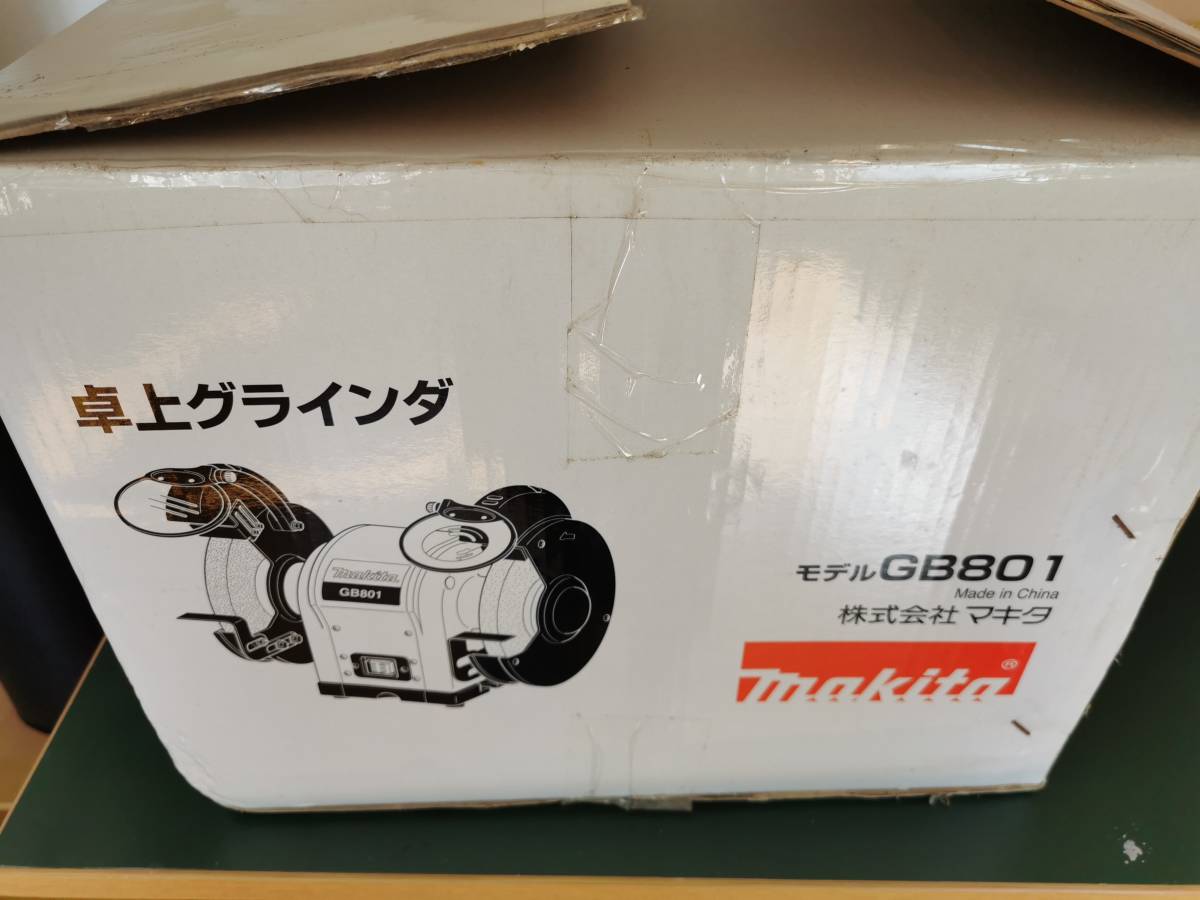 卓上グラインダ
makita
GB801
モデルGB801
Made in China
株式会社 マキタ
makita®